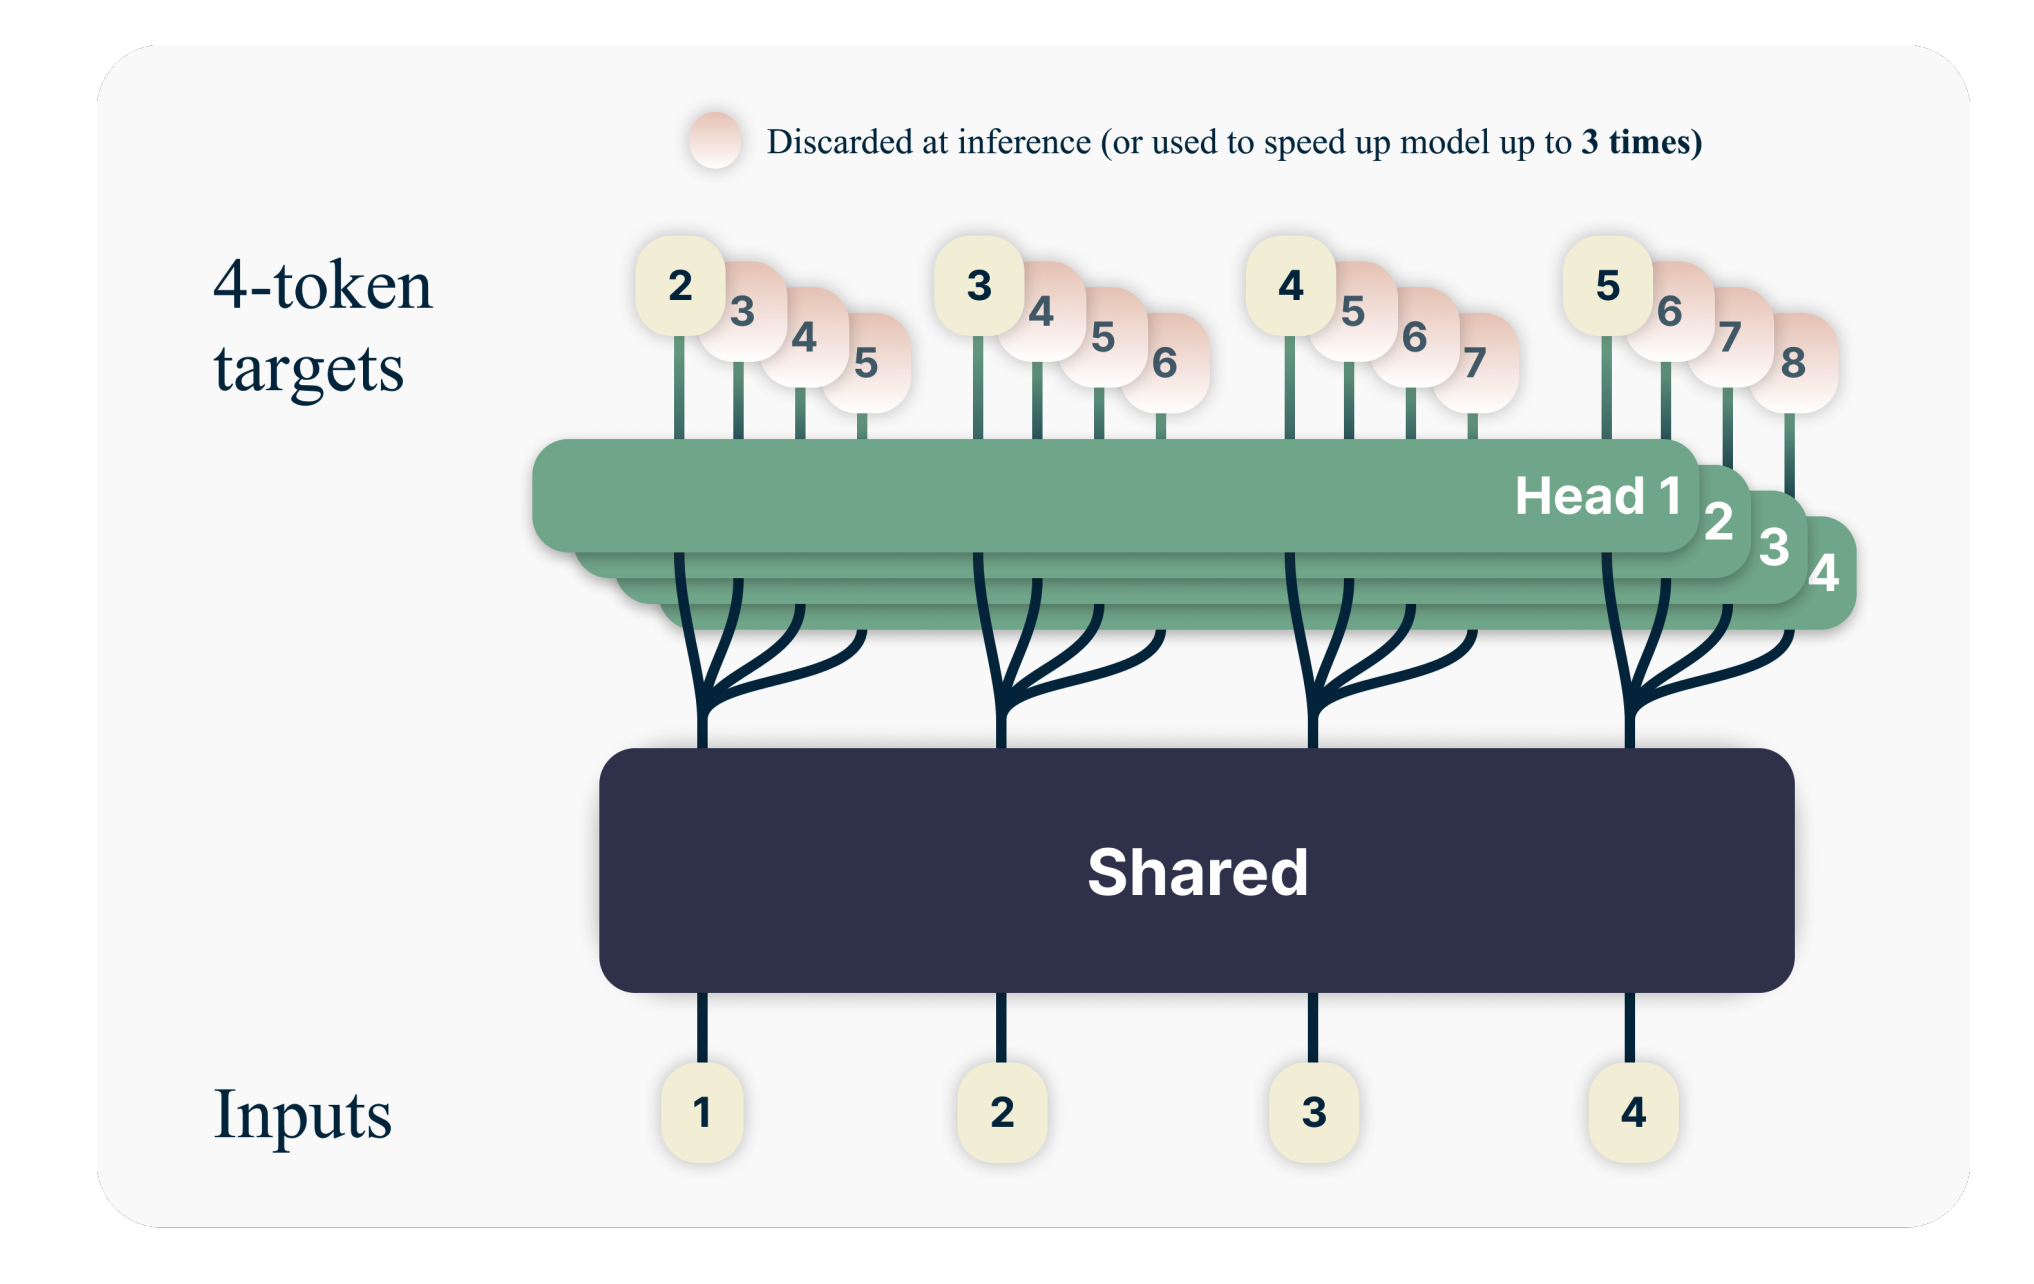 Discarded at inference (or used to speed up model up to 3 times)
4-token
targets
2 3 4 5
3 4 5 6
4 5 6 7
5 6 7 8
Head 1
2
3
4
Shared
Inputs
1 2 3 4